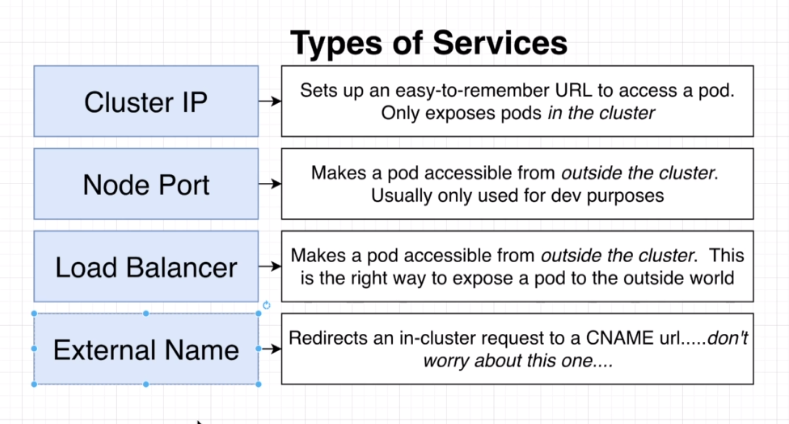 Types of Services
Cluster IP
Sets up an easy-to-remember URL to access a pod.
Only exposes pods in the cluster
Node Port
Makes a pod accessible from outside the cluster.
Usually only used for dev purposes
Load Balancer
Makes a pod accessible from outside the cluster.  This
is the right way to expose a pod to the outside world
External Name
Redirects an in-cluster request to a CNAME url.....don't
worry about this one....